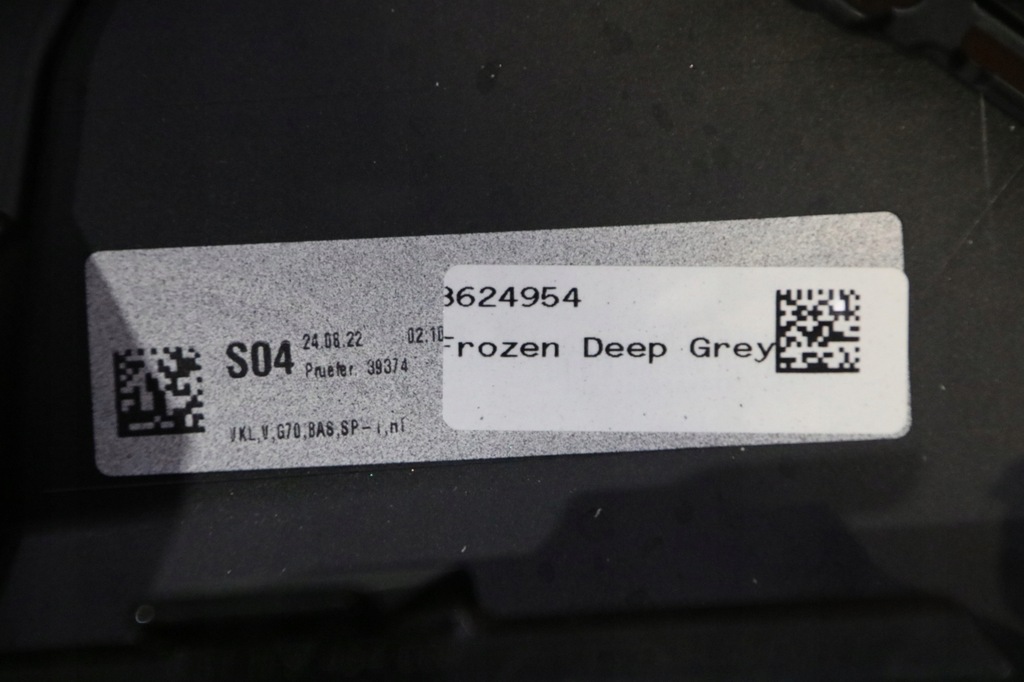 S04
24.08.22 02:10
Pruefer: 39374
VKL,V,G70,BAS,SP-T,HT
3624954
Frozen Deep Grey